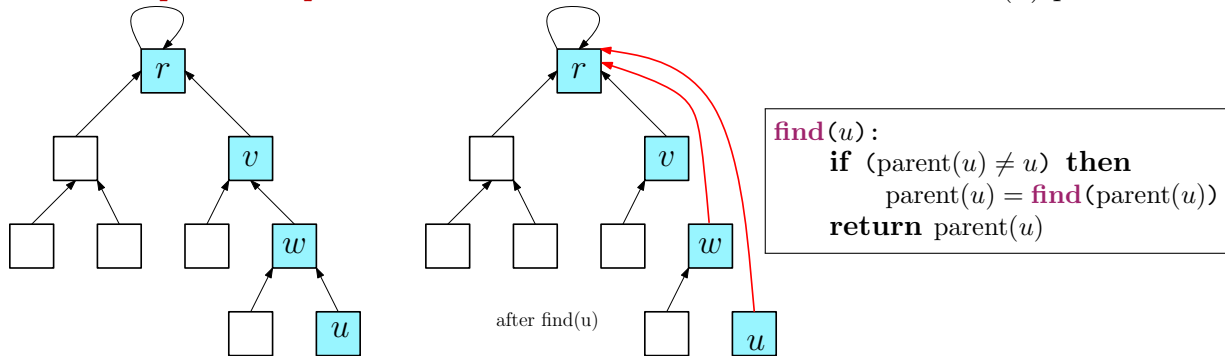 r
v
w
u
r
v
w
u
after find(u)
find(u):
if (parent(u) ≠ u) then
parent(u) = find(parent(u))
return parent(u)